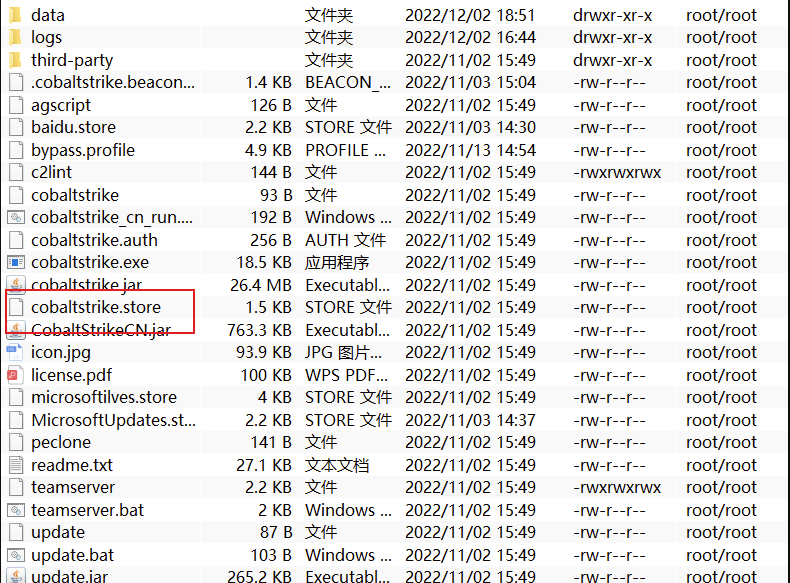 data 文件夹 2022/12/02 18:51 drwxr-xr-x root/root
logs 文件夹 2022/12/02 16:44 drwxr-xr-x root/root
third-party 文件夹 2022/11/02 15:49 drwxr-xr-x root/root
.cobaltstrike.beacon... 1.4 KB BEACON_... 2022/11/03 15:04 -rw-r--r-- root/root
agscript 126 B 文件 2022/11/02 15:49 -rw-r--r-- root/root
baidu.store 2.2 KB STORE 文件 2022/11/03 14:30 -rw-r--r-- root/root
bypass.profile 4.9 KB PROFILE ... 2022/11/13 14:54 -rw-r--r-- root/root
c2lint 144 B 文件 2022/11/02 15:49 -rwxrwxrwx root/root
cobaltstrike 93 B 文件 2022/11/02 15:49 -rw-r--r-- root/root
cobaltstrike_cn_run.... 192 B Windows ... 2022/11/02 15:49 -rw-r--r-- root/root
cobaltstrike.auth 256 B AUTH 文件 2022/11/02 15:49 -rw-r--r-- root/root
cobaltstrike.exe 18.5 KB 应用程序 2022/11/02 15:49 -rw-r--r-- root/root
cobaltstrike.jar 26.4 MB Executabl... 2022/11/02 15:49 -rw-r--r-- root/root
cobaltstrike.store 1.5 KB STORE 文件 2022/11/02 15:49 -rw-r--r-- root/root
CobaltStrikeCN.jar 763.3 KB Executabl... 2022/11/02 15:49 -rw-r--r-- root/root
icon.jpg 93.9 KB JPG 图片... 2022/11/02 15:49 -rw-r--r-- root/root
license.pdf 100 KB WPS PDF... 2022/11/02 15:49 -rw-r--r-- root/root
microsoftilves.store 4 KB STORE 文件 2022/11/02 15:49 -rw-r--r-- root/root
MicrosoftUpdates.st... 2.2 KB STORE 文件 2022/11/03 14:37 -rw-r--r-- root/root
peclone 141 B 文件 2022/11/02 15:49 -rw-r--r-- root/root
readme.txt 27.1 KB 文本文档 2022/11/02 15:49 -rw-r--r-- root/root
teamserver 2.2 KB 文件 2022/11/02 15:49 -rwxrwxrwx root/root
teamserver.bat 2 KB Windows ... 2022/11/02 15:49 -rw-r--r-- root/root
update 87 B 文件 2022/11/02 15:49 -rw-r--r-- root/root
update.bat 103 B Windows ... 2022/11/02 15:49 -rw-r--r-- root/root
update.jar 265.2 KB Executabl... 2022/11/02 15:49 -rw-r--r-- root/root